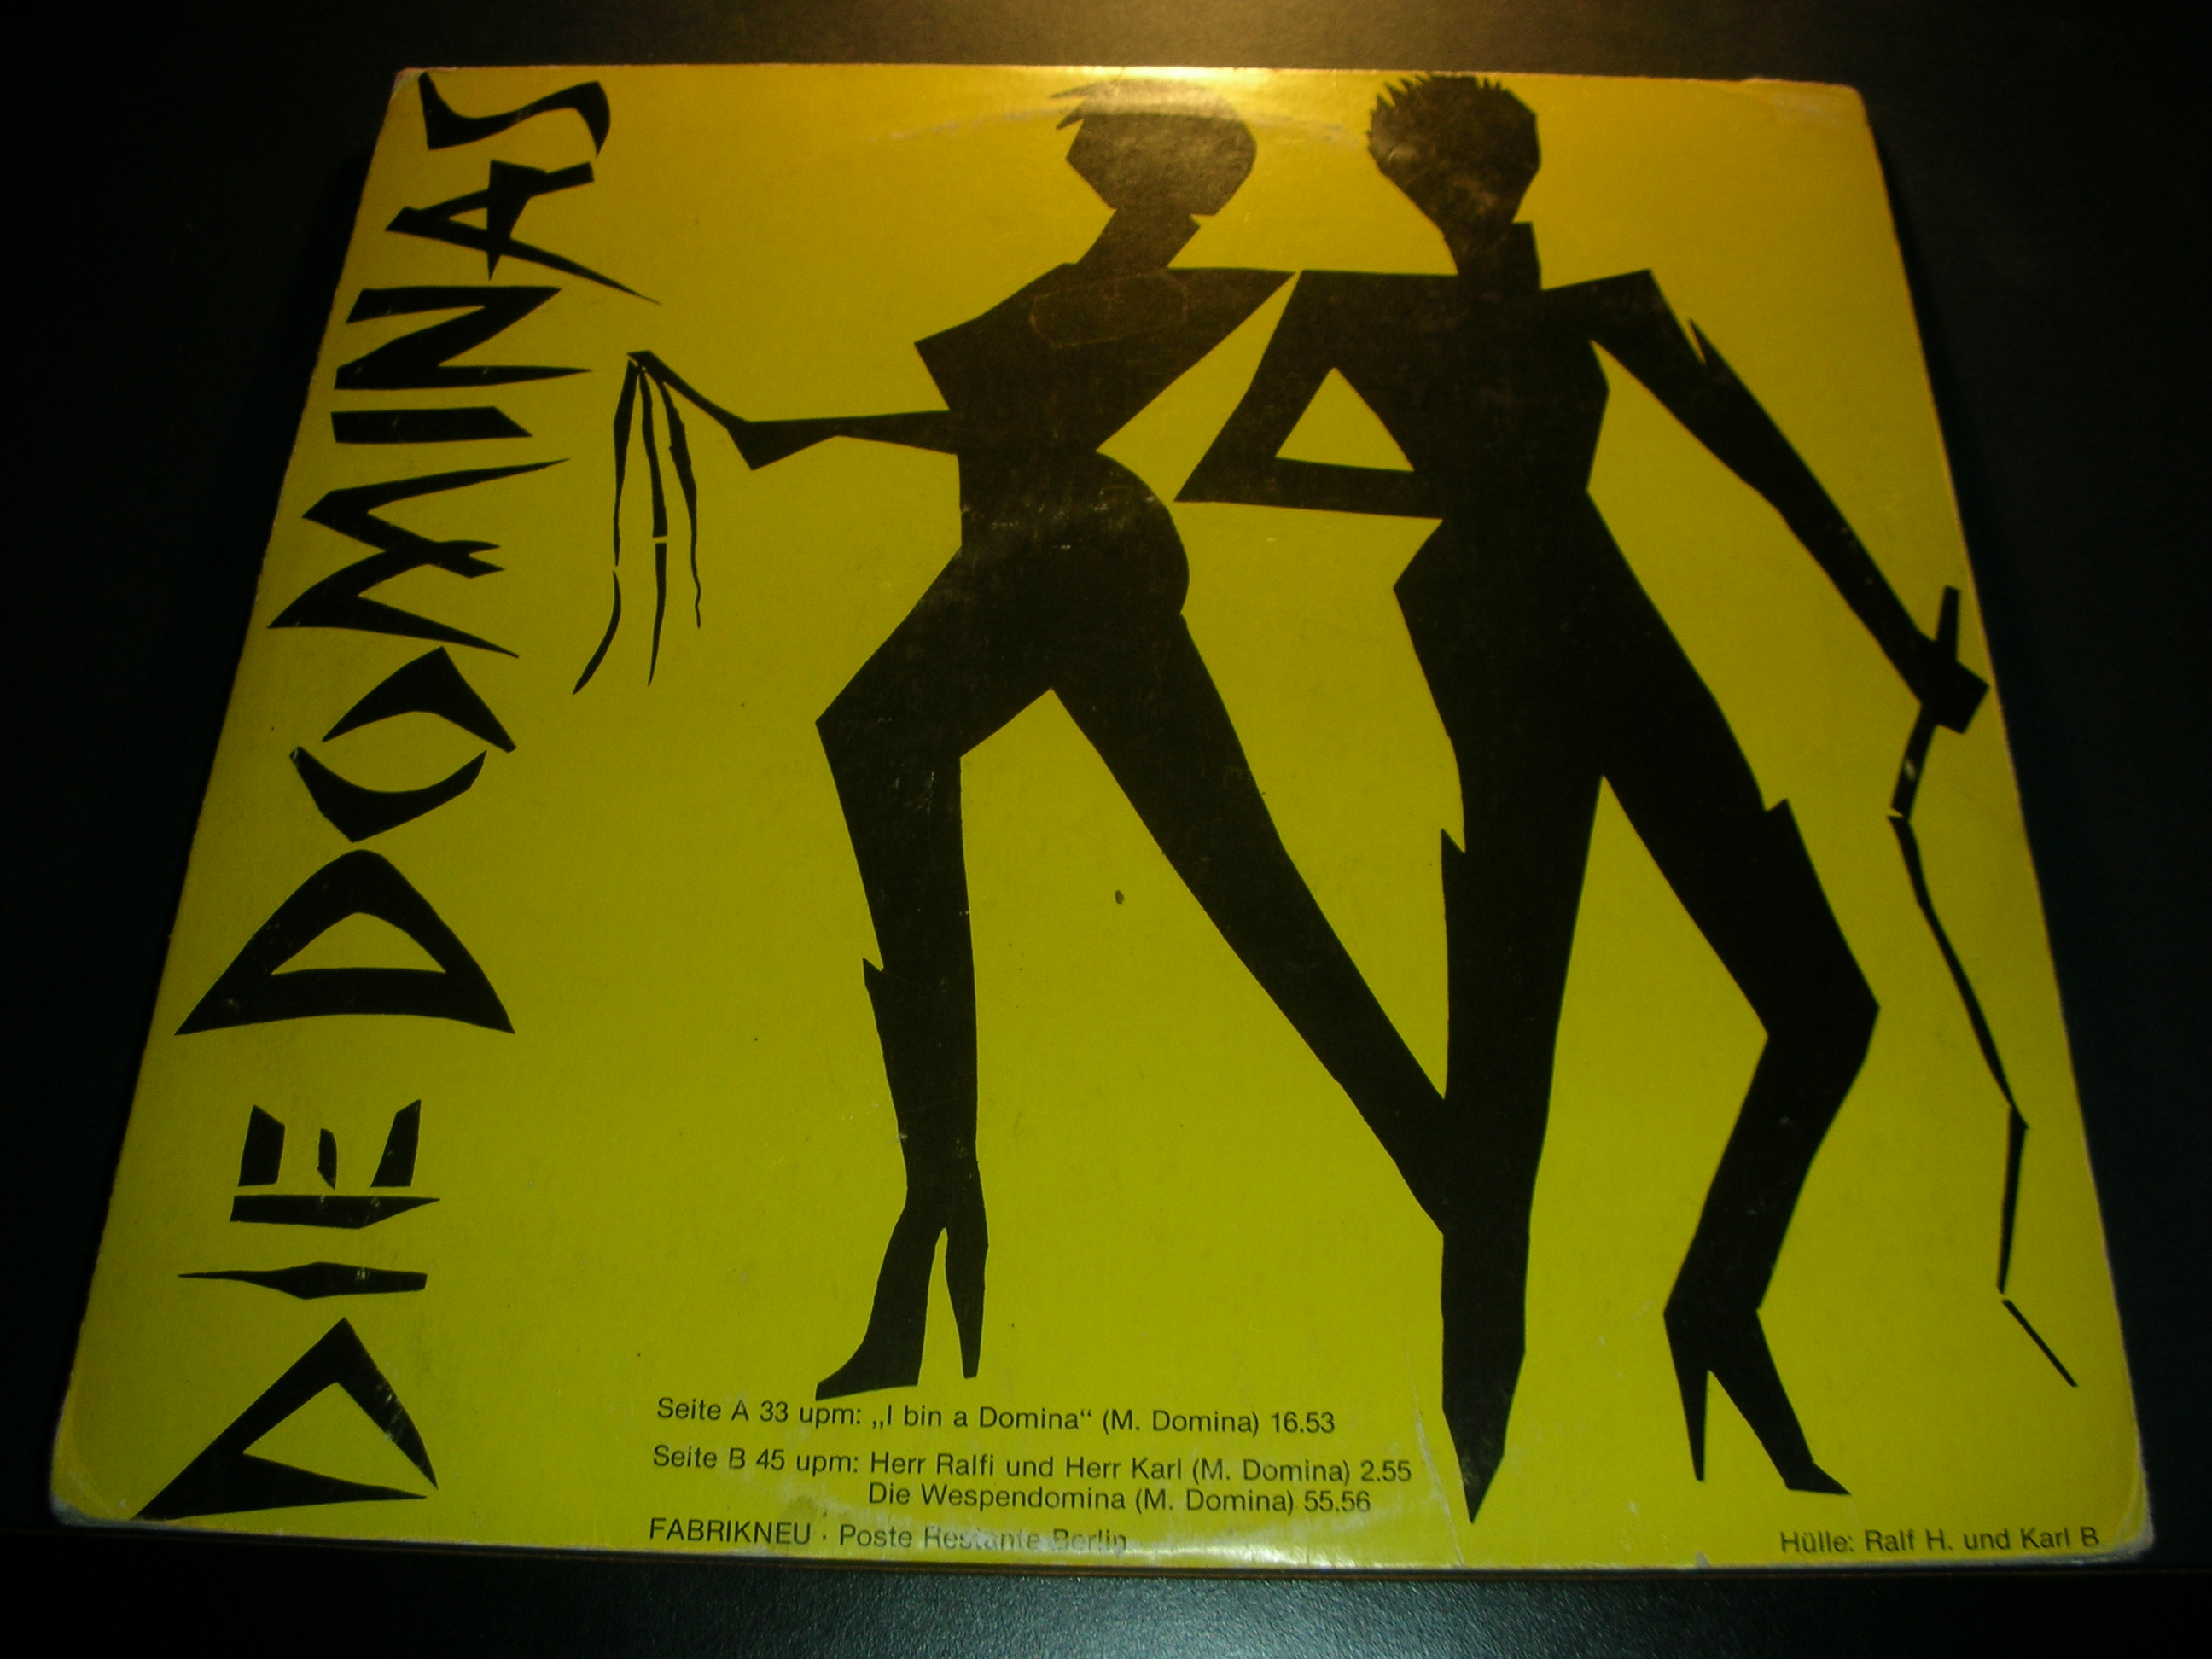 DIE DOMINAS
Seite A 33 upm: „I bin a Domina“ (M. Domina) 16.53
Seite B 45 upm: Herr Ralfi und Herr Karl (M. Domina) 2.55
Die Wespendomina (M. Domina) 55.56
FABRIKNEU · Poste Restante Berlin
Hülle: Ralf H. und Karl B.